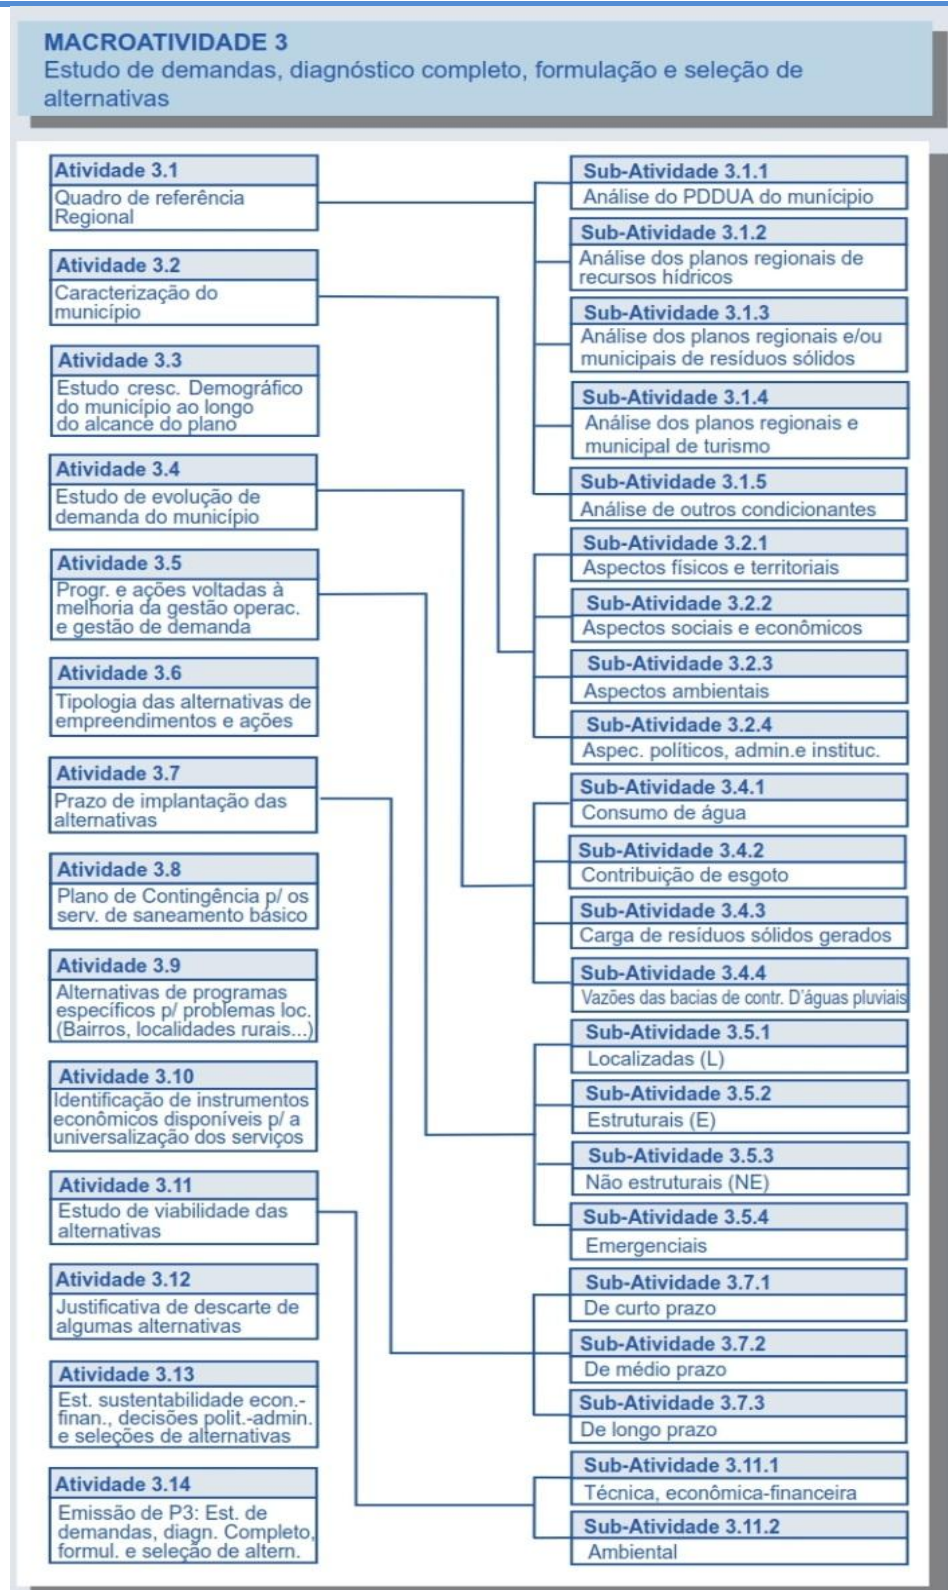 MACROATIVIDADE 3
Estudo de demandas, diagnóstico completo, formulação e seleção de
alternativas
Atividade 3.1
Quadro de referência
Regional
Atividade 3.2
Caracterização do
município
Atividade 3.3
Estudo cresc. Demográfico
do município ao longo
do alcance do plano
Atividade 3.4
Estudo de evolução de
demanda do município
Atividade 3.5
Progr. e ações voltadas à
melhoria da gestão operac.
e gestão de demanda
Atividade 3.6
Tipologia das alternativas de
empreendimentos e ações
Atividade 3.7
Prazo de implantação das
alternativas
Atividade 3.8
Plano de Contingência p/ os
serv. de saneamento básico
Atividade 3.9
Alternativas de programas
específicos p/ problemas loc.
(Bairros, localidades rurais...)
Atividade 3.10
Identificação de instrumentos
econômicos disponíveis p/ a
universalização dos serviços
Atividade 3.11
Estudo de viabilidade das
alternativas
Atividade 3.12
Justificativa de descarte de
algumas alternativas
Atividade 3.13
Est. sustentabilidade econ.-
finan., decisões polit.-admin.
e seleções de alternativas
Atividade 3.14
Emissão de P3: Est. de
demandas, diagn. Completo,
formul. e seleção de altern.
Sub-Atividade 3.1.1
Análise do PDDUA do munícipio
Sub-Atividade 3.1.2
Análise dos planos regionais de
recursos hídricos
Sub-Atividade 3.1.3
Análise dos planos regionais e/ou
municipais de resíduos sólidos
Sub-Atividade 3.1.4
Análise dos planos regionais e
municipal de turismo
Sub-Atividade 3.1.5
Análise de outros condicionantes
Sub-Atividade 3.2.1
Aspectos físicos e territoriais
Sub-Atividade 3.2.2
Aspectos sociais e econômicos
Sub-Atividade 3.2.3
Aspectos ambientais
Sub-Atividade 3.2.4
Aspec. políticos, admin.e instituc.
Sub-Atividade 3.4.1
Consumo de água
Sub-Atividade 3.4.2
Contribuição de esgoto
Sub-Atividade 3.4.3
Carga de resíduos sólidos gerados
Sub-Atividade 3.4.4
Vazões das bacias de contr. D'águas pluviais
Sub-Atividade 3.5.1
Localizadas (L)
Sub-Atividade 3.5.2
Estruturais (E)
Sub-Atividade 3.5.3
Não estruturais (NE)
Sub-Atividade 3.5.4
Emergenciais
Sub-Atividade 3.7.1
De curto prazo
Sub-Atividade 3.7.2
De médio prazo
Sub-Atividade 3.7.3
De longo prazo
Sub-Atividade 3.11.1
Técnica, econômica-financeira
Sub-Atividade 3.11.2
Ambiental